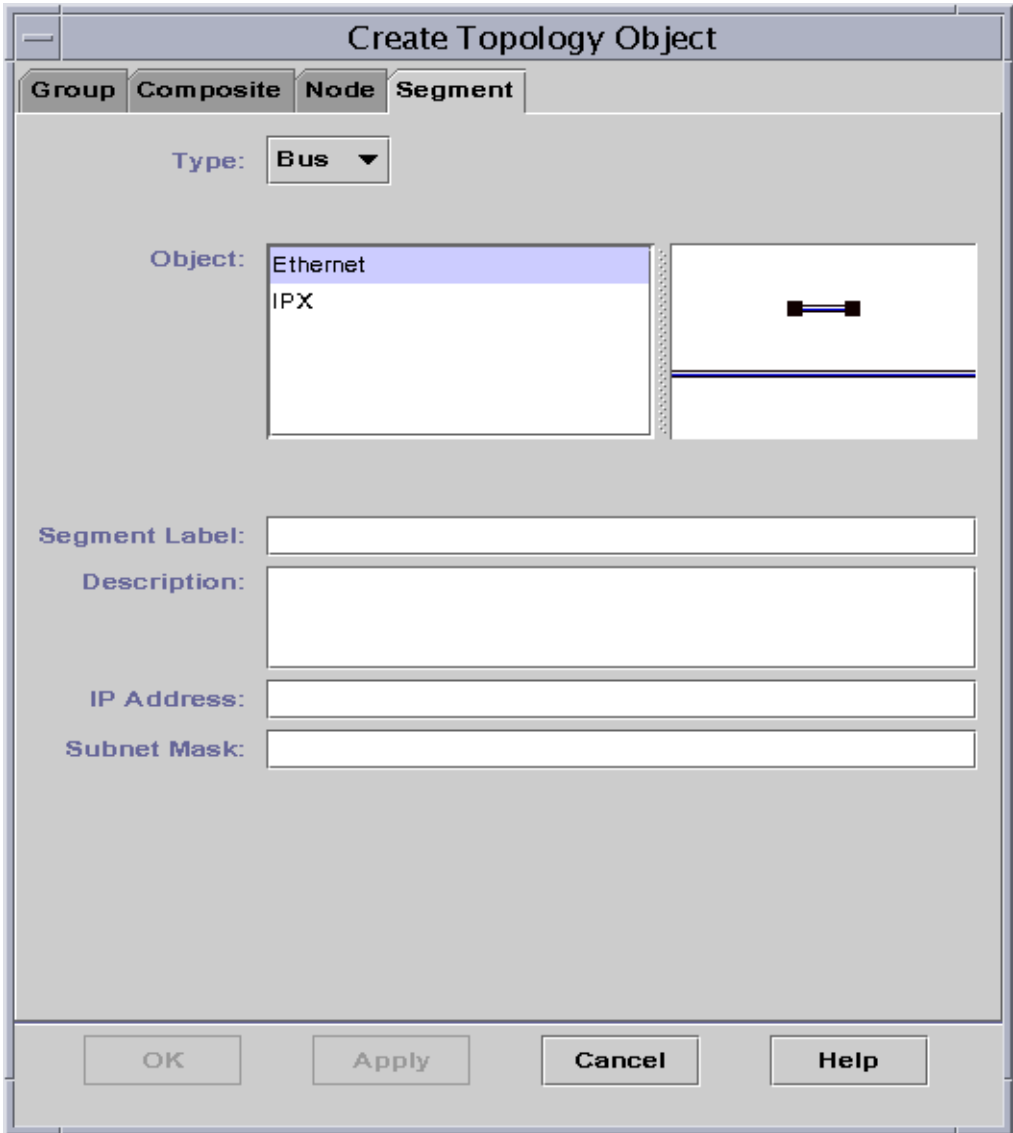 Create Topology Object
Group Composite Node Segment
Type: Bus
Object: Ethernet
IPX
Segment Label:
Description:
IP Address:
Subnet Mask:
OK Apply Cancel Help